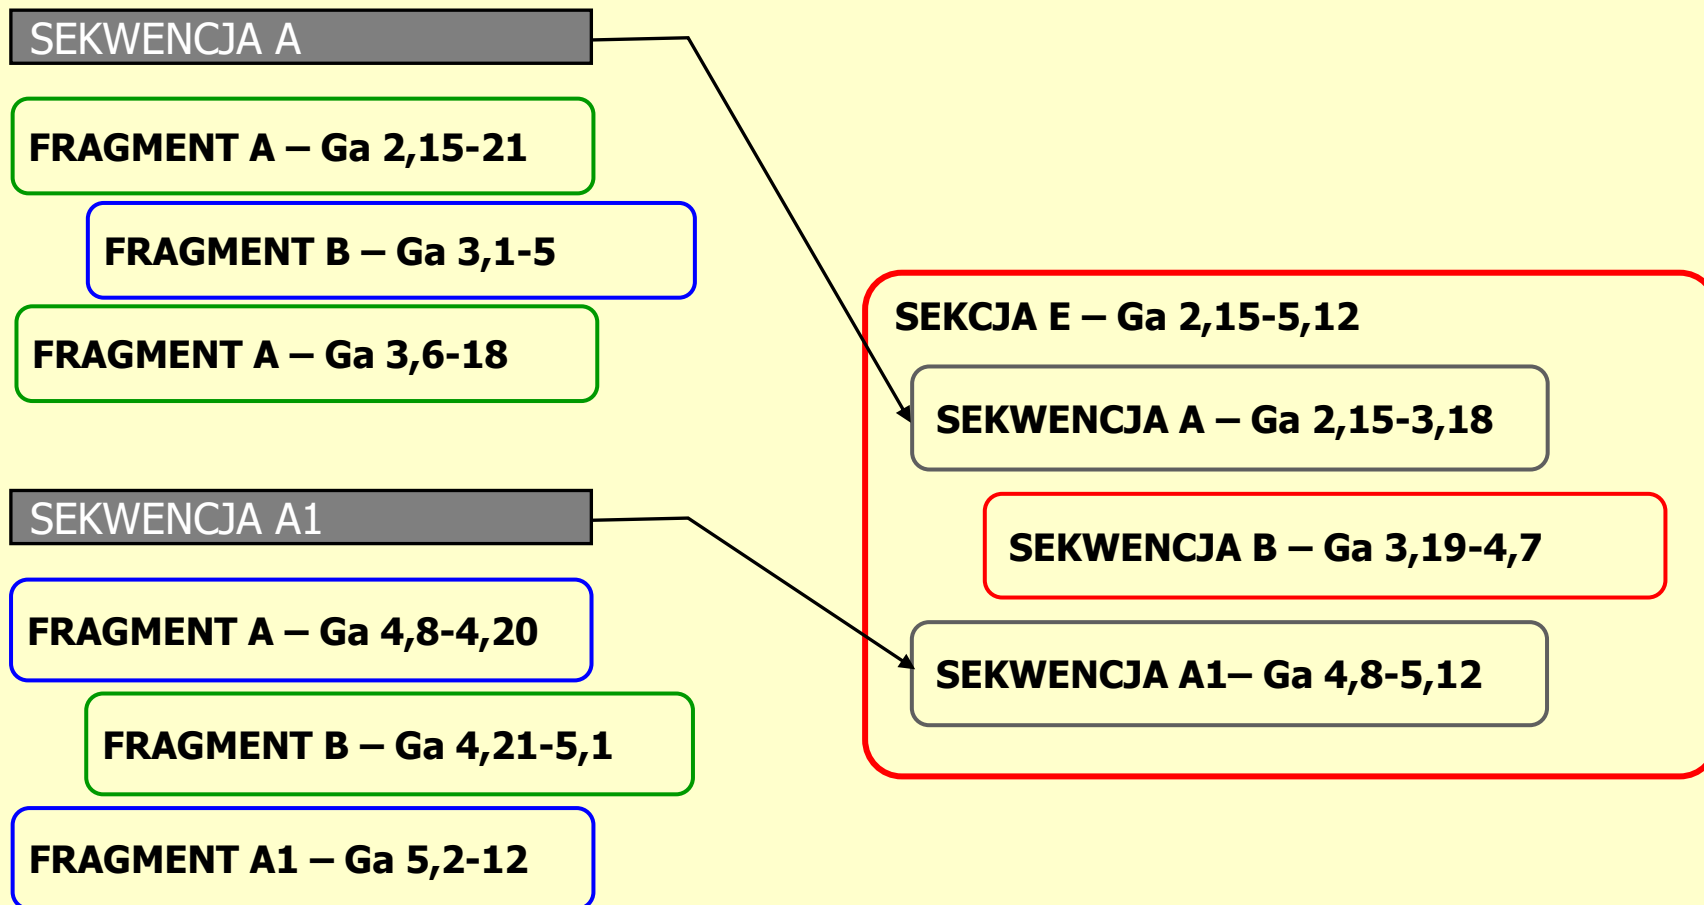 SEKWENCJA A
FRAGMENT A – Ga 2,15-21
FRAGMENT B – Ga 3,1-5
FRAGMENT A – Ga 3,6-18
SEKWENCJA A1
FRAGMENT A – Ga 4,8-4,20
FRAGMENT B – Ga 4,21-5,1
FRAGMENT A1 – Ga 5,2-12
SEKCJA E – Ga 2,15-5,12
SEKWENCJA A – Ga 2,15-3,18
SEKWENCJA B – Ga 3,19-4,7
SEKWENCJA A1– Ga 4,8-5,12